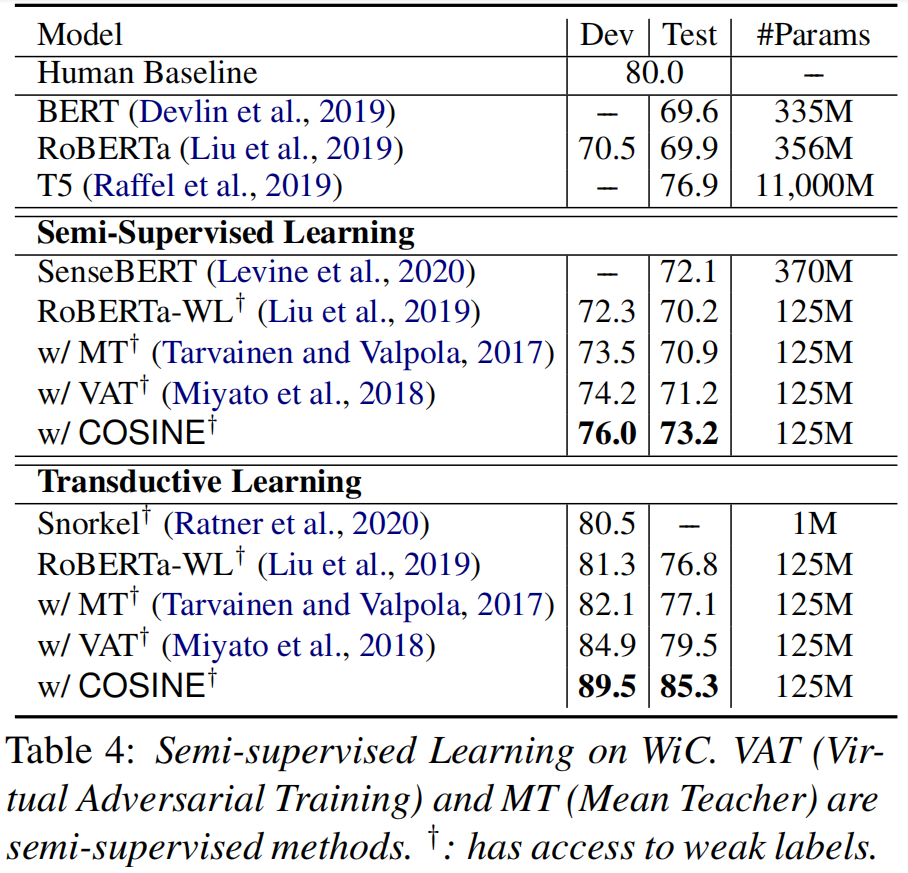 Model Dev Test #Params
Human Baseline 80.0 –
BERT (Devlin et al., 2019) – 69.6 335M
RoBERTa (Liu et al., 2019) 70.5 69.9 356M
T5 (Raffel et al., 2019) – 76.9 11,000M
Semi-Supervised Learning
SenseBERT (Levine et al., 2020) – 72.1 370M
RoBERTa-WL† (Liu et al., 2019) 72.3 70.2 125M
w/ MT† (Tarvainen and Valpola, 2017) 73.5 70.9 125M
w/ VAT† (Miyato et al., 2018) 74.2 71.2 125M
w/ COSINE† 76.0 73.2 125M
Transductive Learning
Snorkel† (Ratner et al., 2020) 80.5 – 1M
RoBERTa-WL† (Liu et al., 2019) 81.3 76.8 125M
w/ MT† (Tarvainen and Valpola, 2017) 82.1 77.1 125M
w/ VAT† (Miyato et al., 2018) 84.9 79.5 125M
w/ COSINE† 89.5 85.3 125M
Table 4: Semi-supervised Learning on WiC. VAT (Vir-
tual Adversarial Training) and MT (Mean Teacher) are
semi-supervised methods. †: has access to weak labels.